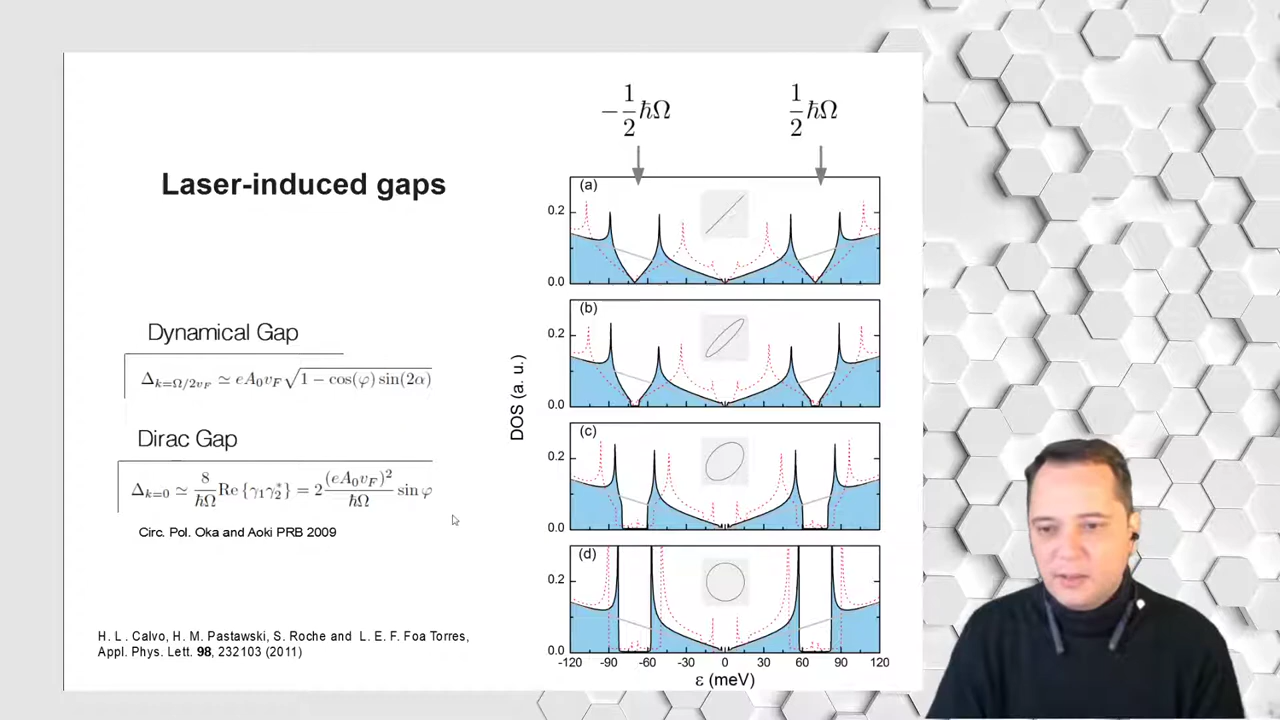 Laser-induced gaps
Dynamical Gap
Δ_{k=Ω/2v_F} ≃ eA₀v_F√(1 − cos(φ) sin(2α))
Dirac Gap
Δ_{k=0} ≃ 8/ħΩ Re {γ₁γ₂*} = 2 (eA₀v_F)²/ħΩ sin φ
Circ. Pol. Oka and Aoki PRB 2009
H. L. Calvo, H. M. Pastawski, S. Roche and L. E. F. Foa Torres,
Appl. Phys. Lett. 98, 232103 (2011)
−1/2 ħΩ 1/2 ħΩ
DOS (a. u.)
(a)
0.2
0.0
(b)
0.2
0.0
(c)
0.2
0.0
(d)
0.2
0.0
-120 -90 -60 -30 0 30 60 90 120
ε (meV)